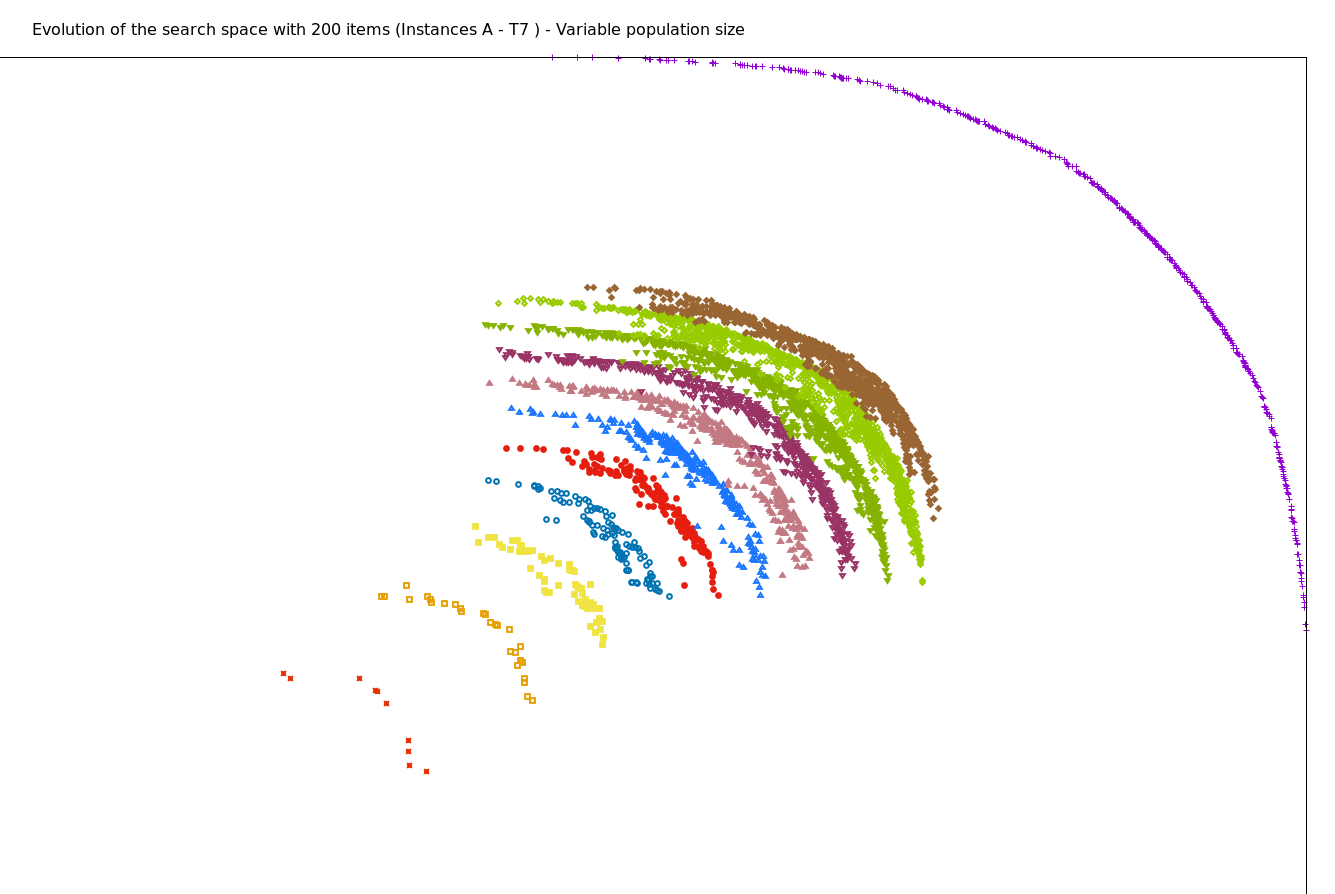 Evolution of the search space with 200 items (Instances A - T7 ) - Variable population size